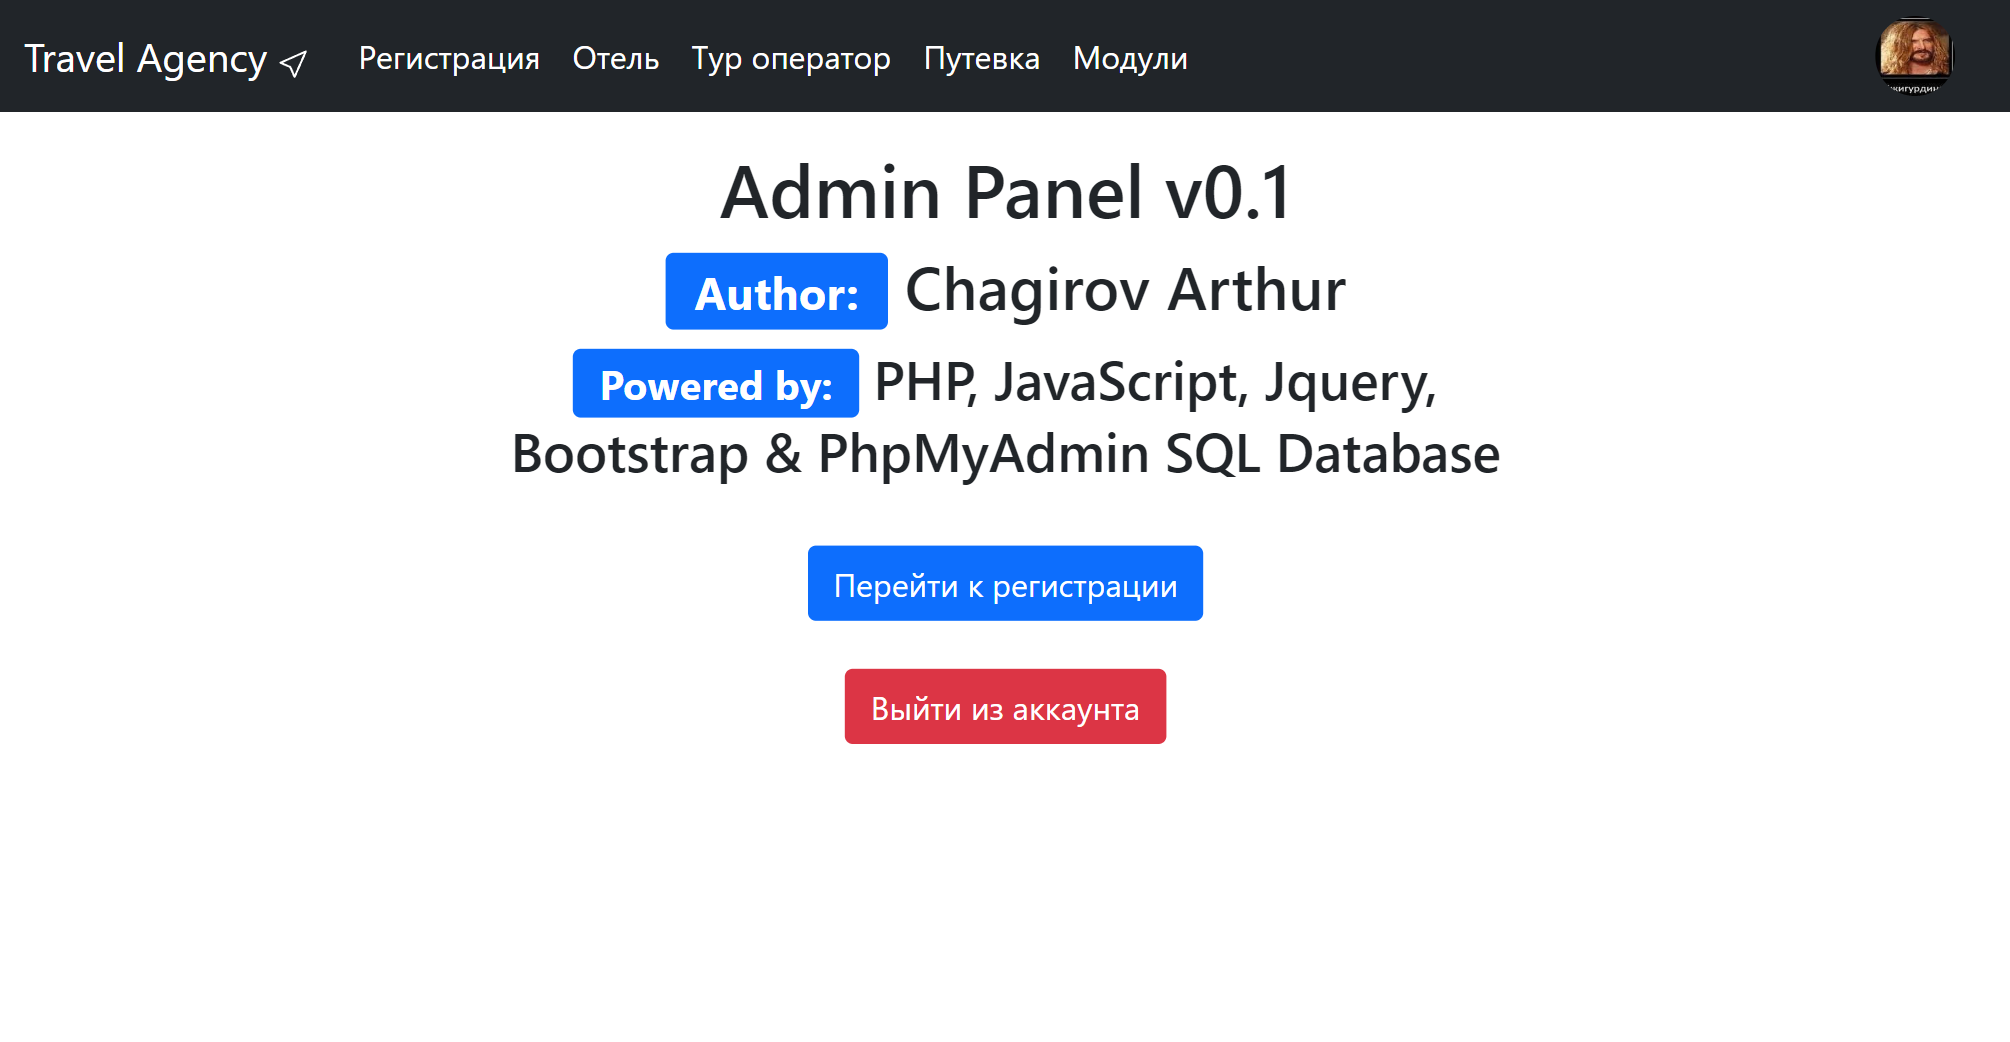 Travel Agency
Регистрация Отель Тур оператор Путевка Модули
Admin Panel v0.1
Author: Chagirov Arthur
Powered by: PHP, JavaScript, Jquery,
Bootstrap & PhpMyAdmin SQL Database
Перейти к регистрации
Выйти из аккаунта